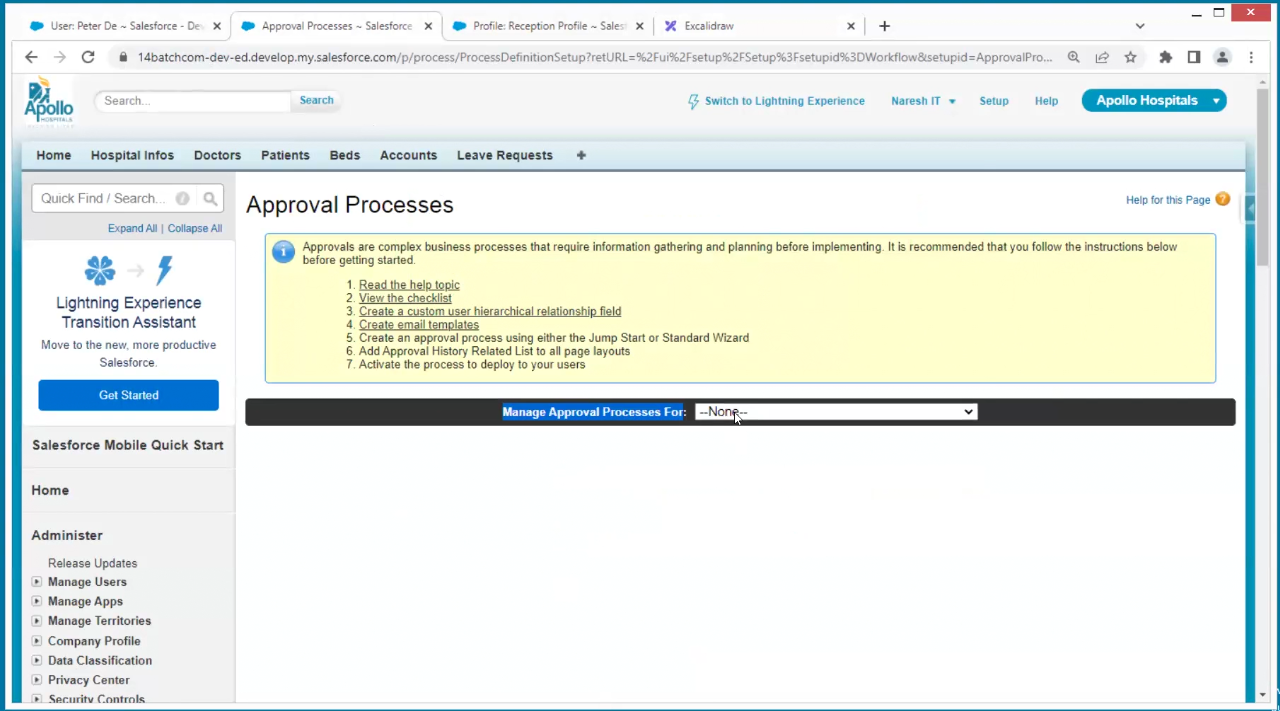 User: Peter De ~ Salesforce - De
Approval Processes ~ Salesforce
Profile: Reception Profile ~ Sales
Excalidraw
14batchcom-dev-ed.develop.my.salesforce.com/p/process/ProcessDefinitionSetup?retURL=%2Fui%2Fsetup%2FSetup%3Fsetupid%3DWorkflow&setupid=ApprovalPro...
Apollo
HOSPITALS
Search...
Search
Switch to Lightning Experience
Naresh IT
Setup
Help
Apollo Hospitals
Home
Hospital Infos
Doctors
Patients
Beds
Accounts
Leave Requests
Quick Find / Search...
Expand All | Collapse All
Lightning Experience
Transition Assistant
Move to the new, more productive
Salesforce.
Get Started
Salesforce Mobile Quick Start
Home
Administer
Release Updates
Manage Users
Manage Apps
Manage Territories
Company Profile
Data Classification
Privacy Center
Security Controls
Approval Processes
Help for this Page
Approvals are complex business processes that require information gathering and planning before implementing. It is recommended that you follow the instructions below
before getting started.
1. Read the help topic
2. View the checklist
3. Create a custom user hierarchical relationship field
4. Create email templates
5. Create an approval process using either the Jump Start or Standard Wizard
6. Add Approval History Related List to all page layouts
7. Activate the process to deploy to your users
Manage Approval Processes For:
--None--